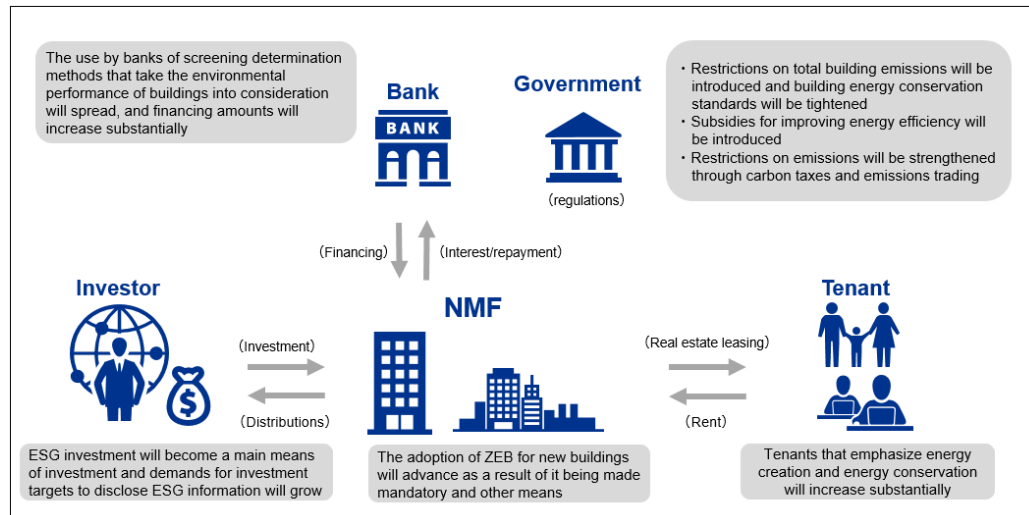 The use by banks of screening determination
methods that take the environmental
performance of buildings into consideration
will spread, and financing amounts will
increase substantially
Bank
BANK
Government
(regulations)
・Restrictions on total building emissions will be
introduced and building energy conservation
standards will be tightened
・Subsidies for improving energy efficiency will
be introduced
・Restrictions on emissions will be strengthened
through carbon taxes and emissions trading
(Financing)
(Interest/repayment)
Investor
$
(Investment)
(Distributions)
NMF
(Real estate leasing)
(Rent)
Tenant
ESG investment will become a main means
of investment and demands for investment
targets to disclose ESG information will grow
The adoption of ZEB for new buildings
will advance as a result of it being made
mandatory and other means
Tenants that emphasize energy
creation and energy conservation
will increase substantially